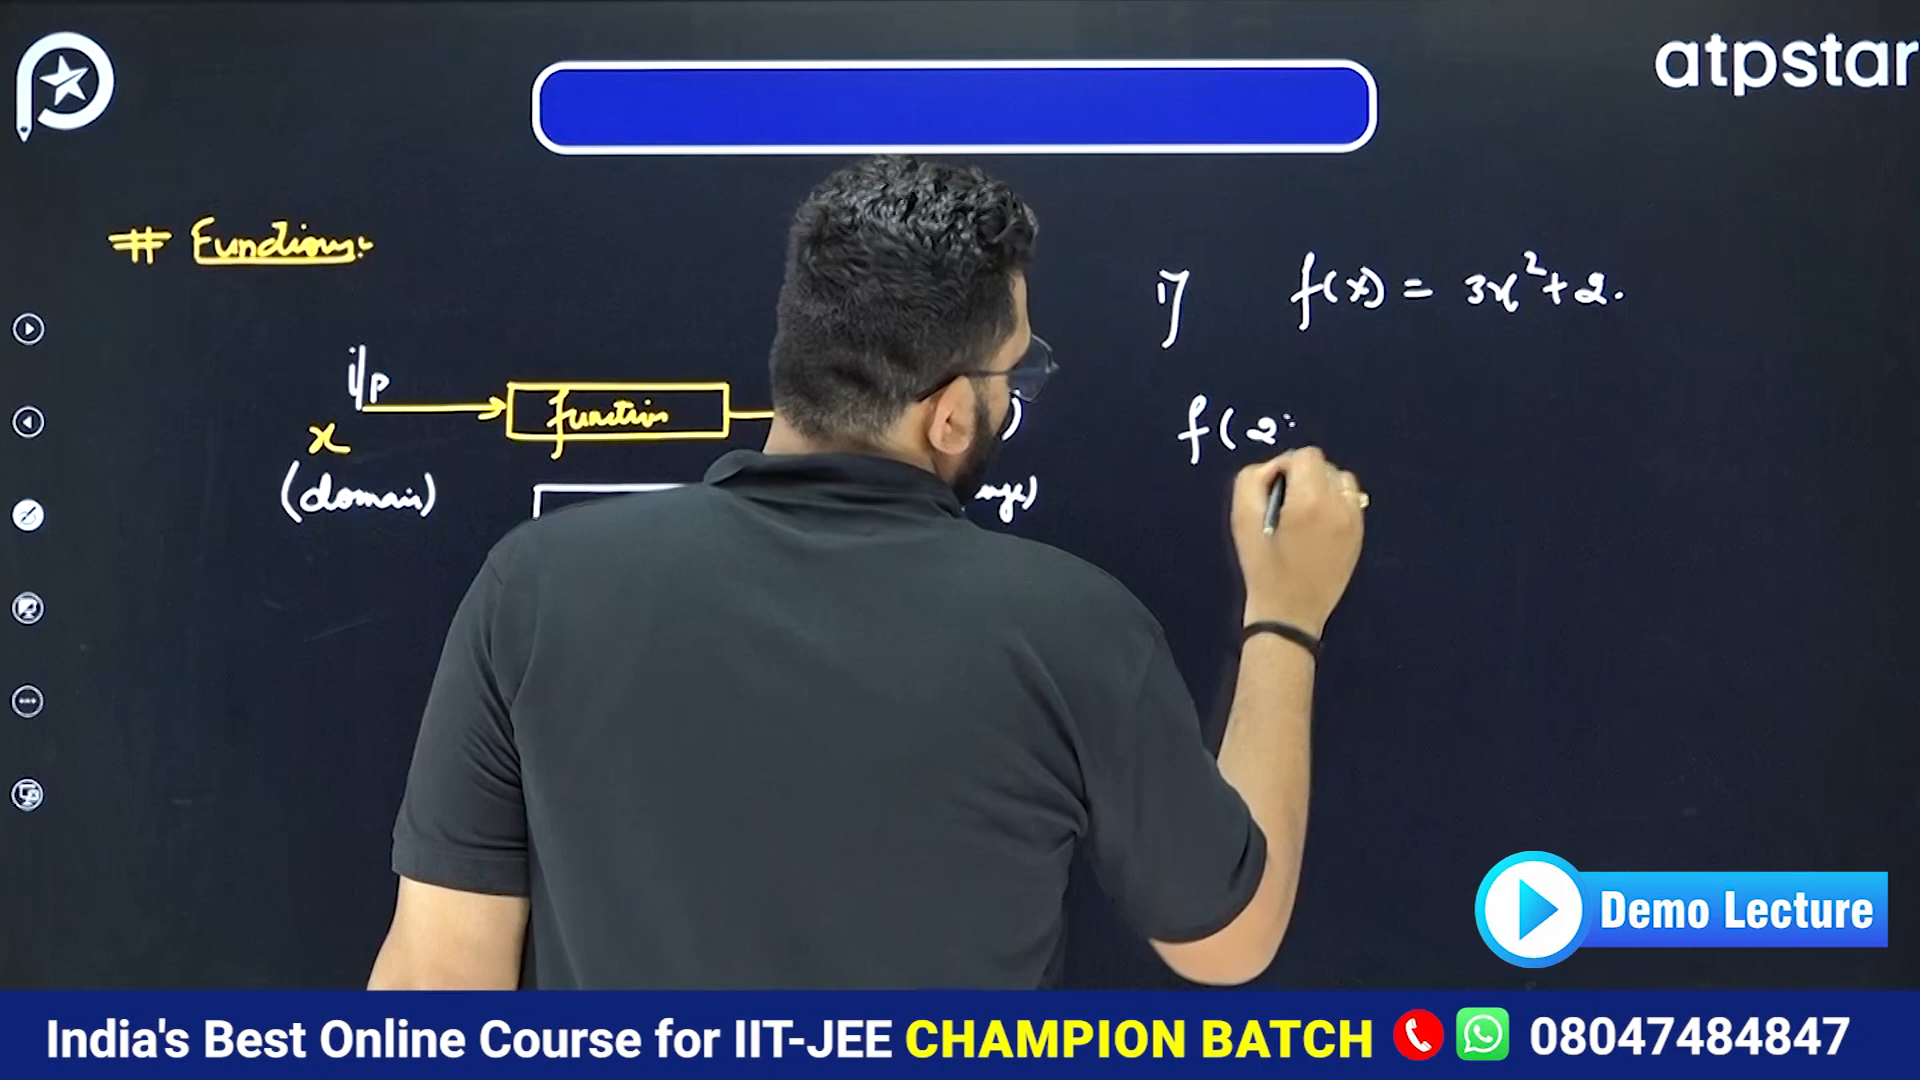 atpstar
# Functions:
if f(x) = 3x²+2.
i/p
function
x
f(2
(domain)
Demo Lecture
India's Best Online Course for IIT-JEE CHAMPION BATCH 08047484847